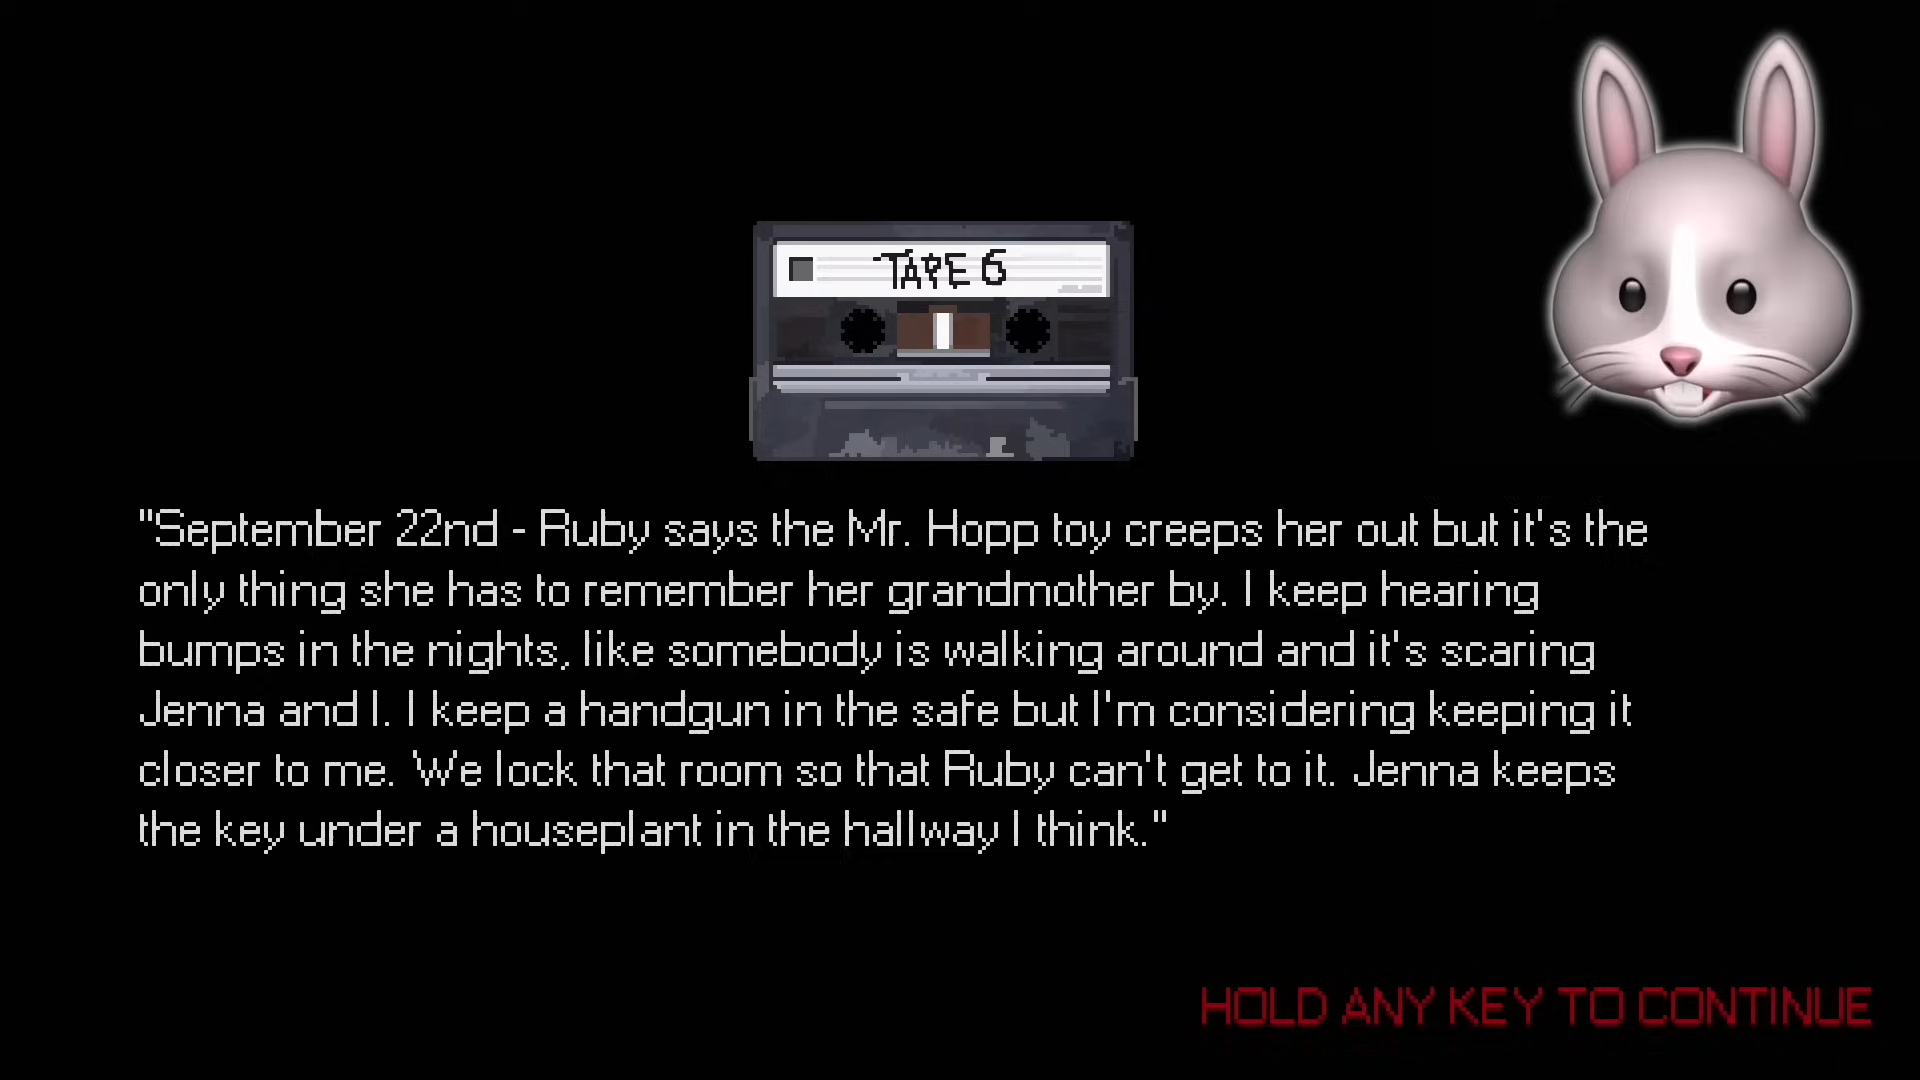 TAPE 6
"September 22nd - Ruby says the Mr. Hopp toy creeps her out but it's the
only thing she has to remember her grandmother by. I keep hearing
bumps in the nights, like somebody is walking around and it's scaring
Jenna and I. I keep a handgun in the safe but I'm considering keeping it
closer to me. We lock that room so that Ruby can't get to it. Jenna keeps
the key under a houseplant in the hallway I think."
HOLD ANY KEY TO CONTINUE